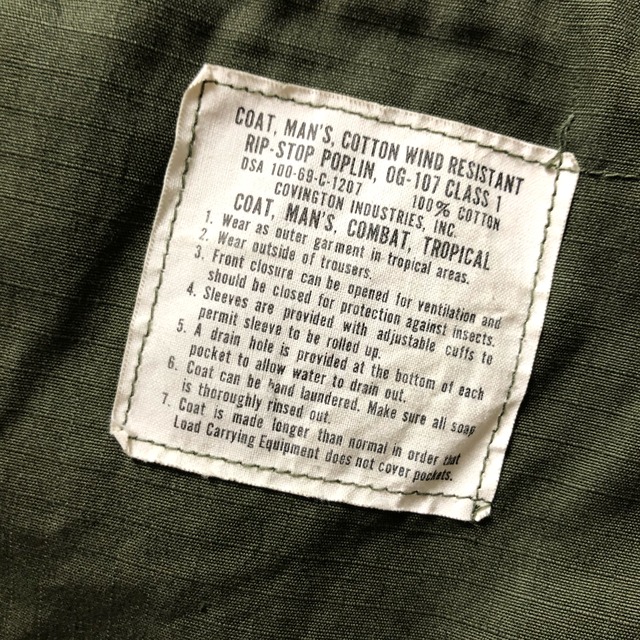 COAT, MAN'S, COTTON WIND RESISTANT
RIP-STOP POPLIN, OG-107 CLASS 1
DSA 100-69-C-1207 100% COTTON
COVINGTON INDUSTRIES, INC.
COAT, MAN'S, COMBAT, TROPICAL
1. Wear as outer garment in tropical areas.
2. Wear outside of trousers.
3. Front closure can be opened for ventilation and
should be closed for protection against insects.
4. Sleeves are provided with adjustable cuffs to
permit sleeve to be rolled up.
5. A drain hole is provided at the bottom of each
pocket to allow water to drain out.
6. Coat can be hand laundered. Make sure all soap
is thoroughly rinsed out.
7. Coat is made longer than normal in order that
Load Carrying Equipment does not cover pockets.